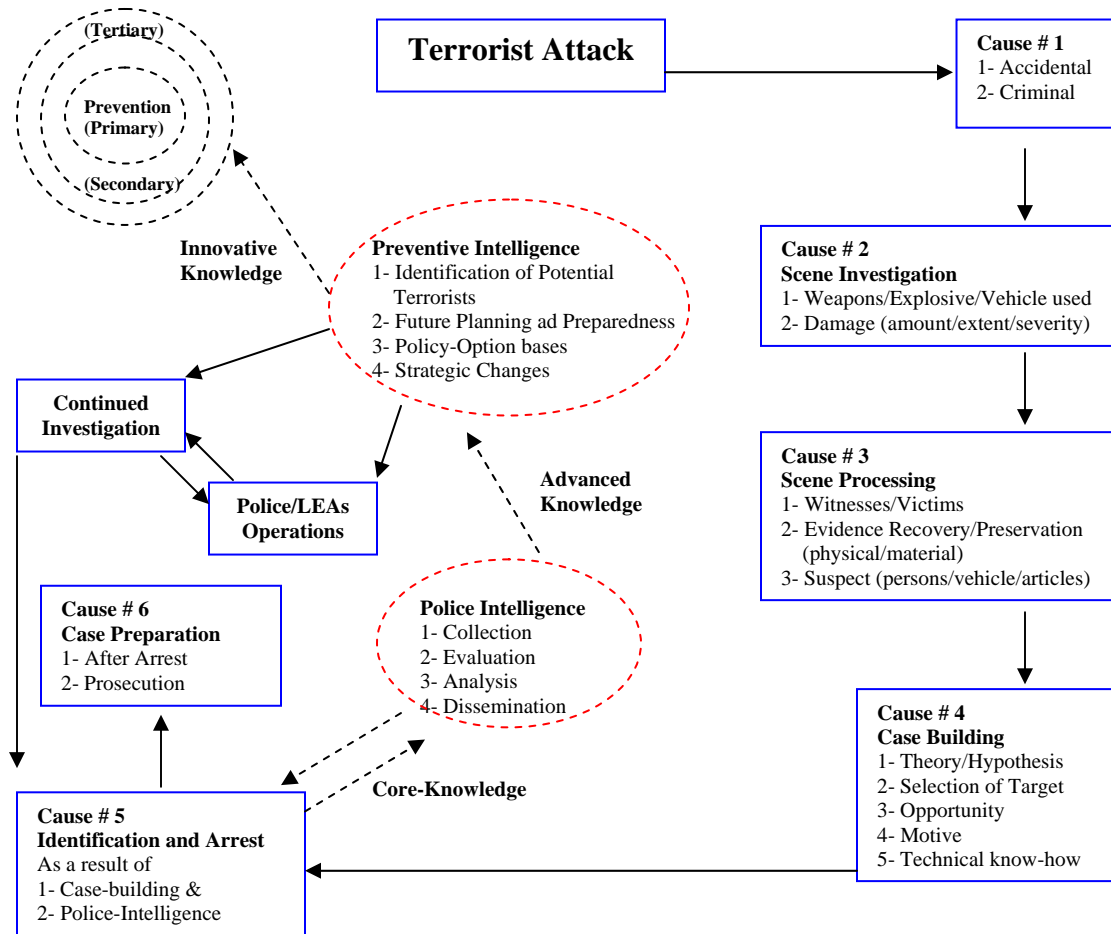 (Tertiary)
Prevention
(Primary)
(Secondary)
Terrorist Attack
Cause # 1
1- Accidental
2- Criminal
Innovative
Knowledge
Preventive Intelligence
1- Identification of Potential
Terrorists
2- Future Planning ad Preparedness
3- Policy-Option bases
4- Strategic Changes
Cause # 2
Scene Investigation
1- Weapons/Explosive/Vehicle used
2- Damage (amount/extent/severity)
Continued
Investigation
Police/LEAs
Operations
Advanced
Knowledge
Cause # 3
Scene Processing
1- Witnesses/Victims
2- Evidence Recovery/Preservation
(physical/material)
3- Suspect (persons/vehicle/articles)
Cause # 6
Case Preparation
1- After Arrest
2- Prosecution
Police Intelligence
1- Collection
2- Evaluation
3- Analysis
4- Dissemination
Cause # 4
Case Building
1- Theory/Hypothesis
2- Selection of Target
3- Opportunity
4- Motive
5- Technical know-how
Core-Knowledge
Cause # 5
Identification and Arrest
As a result of
1- Case-building &
2- Police-Intelligence